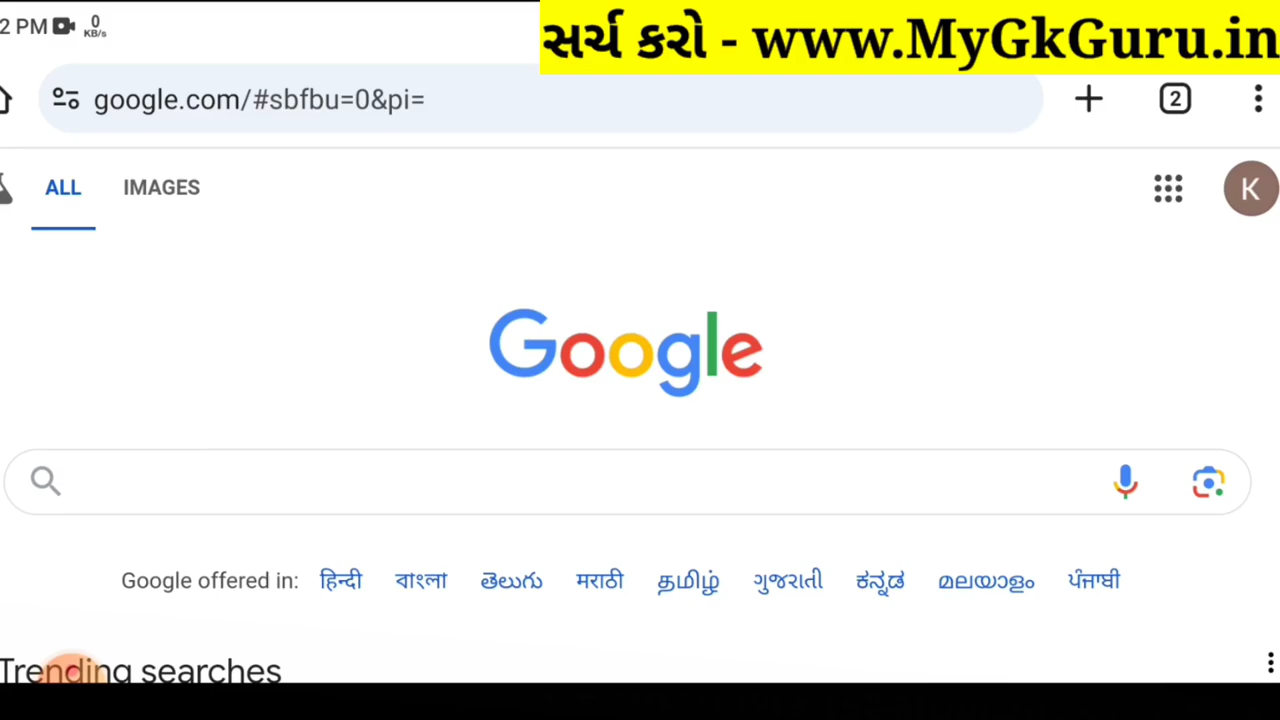 2 PM 0 KB/s
સર્ચ કરો - www.MyGkGuru.in
google.com/#sbfbu=0&pi=
2
ALL IMAGES
K
Google
Google offered in: हिन्दी বাংলা తెలుగు मराठी தமிழ் ગુજરાતી ಕನ್ನಡ മലയാളം ਪੰਜਾਬੀ
Trending searches